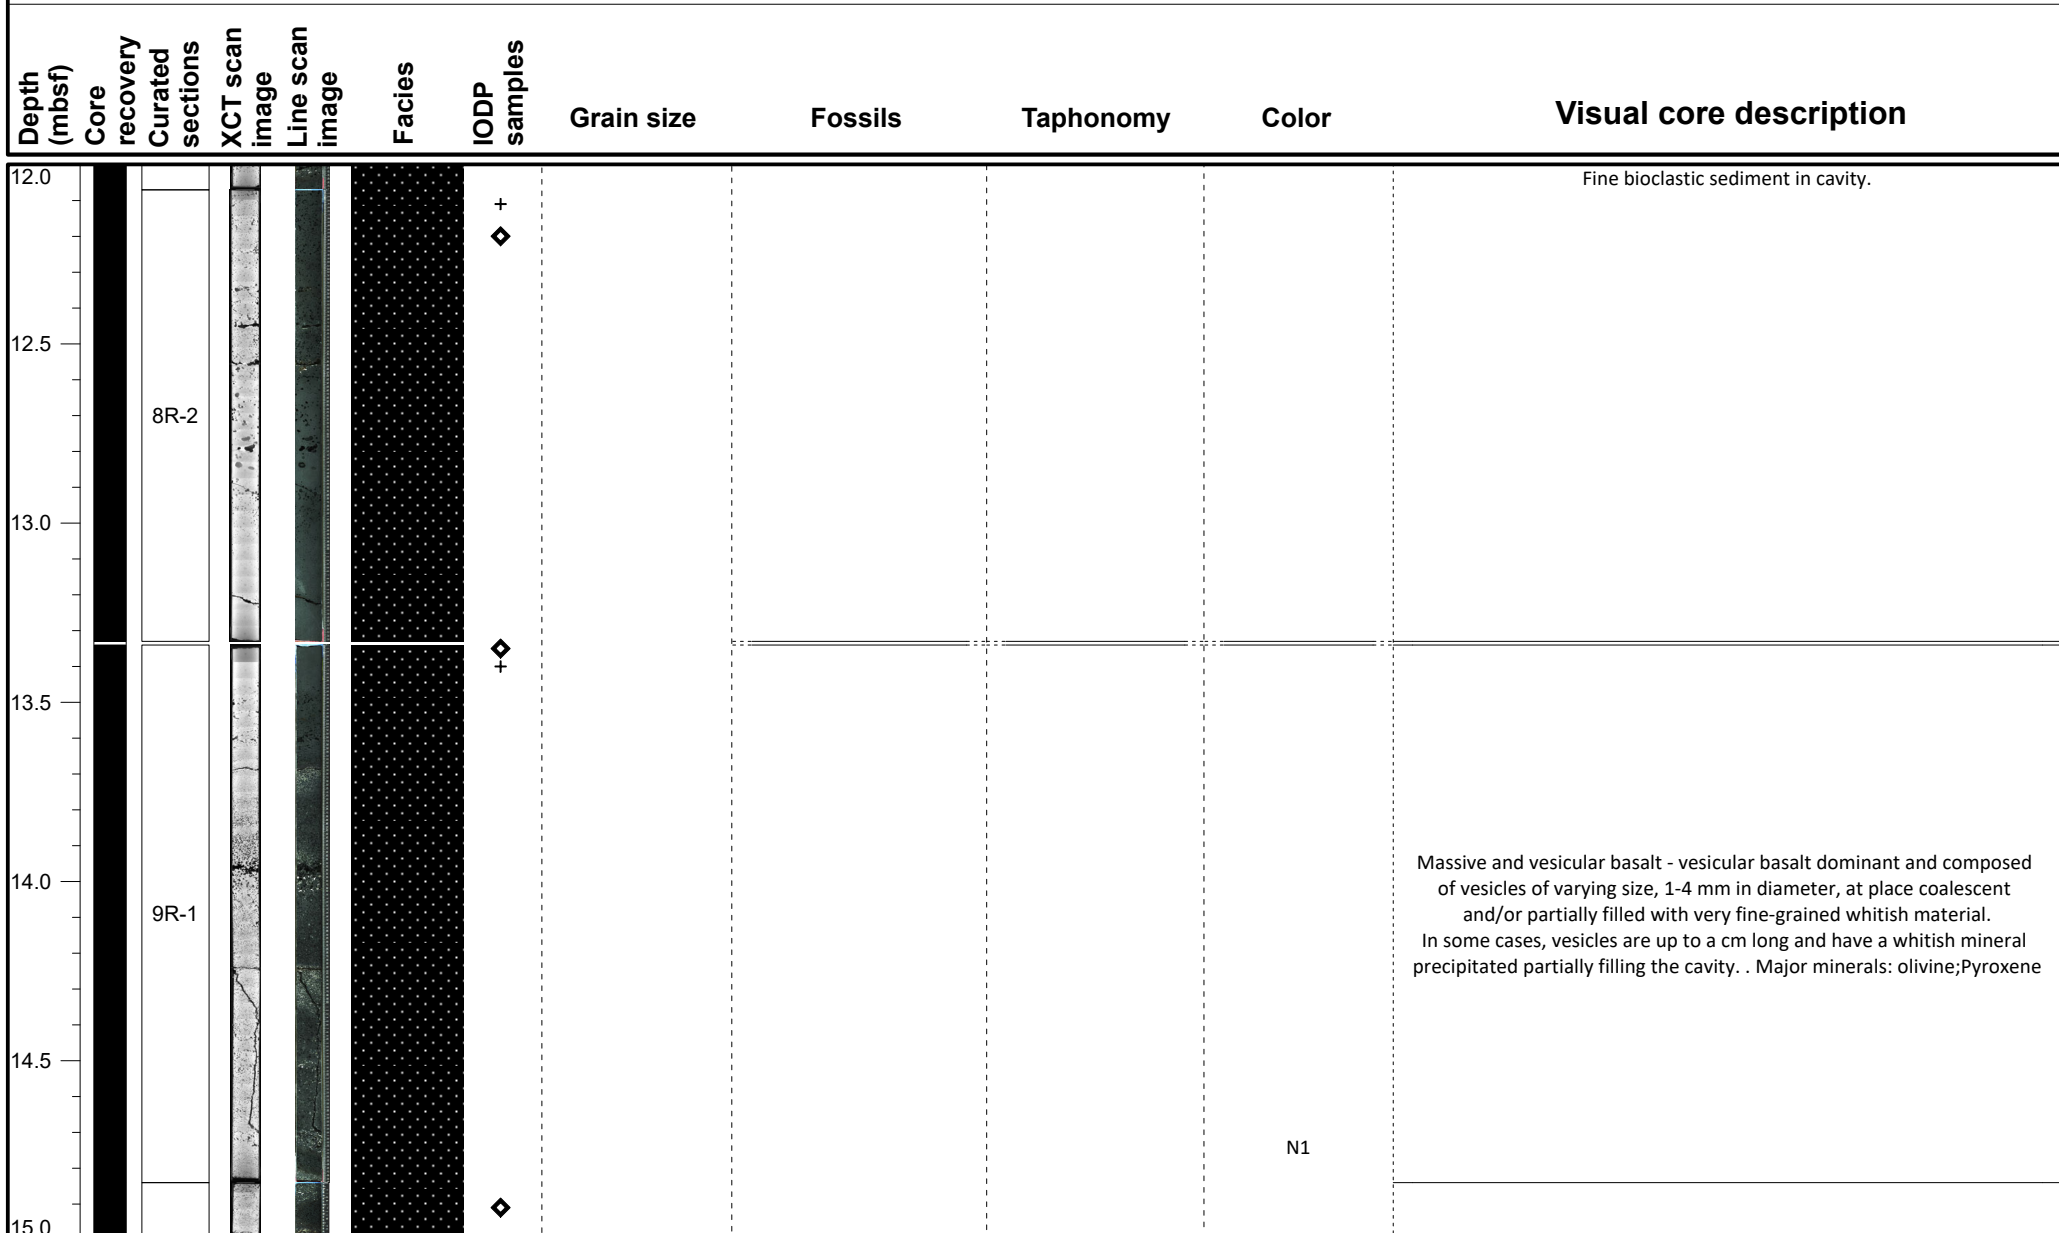 Depth
(mbsf)
Core
recovery
Curated
sections
XCT scan
image
Line scan
image
Facies
IODP
samples
Grain size
Fossils
Taphonomy
Color
Visual core description
12.0
Fine bioclastic sediment in cavity.
12.5
8R-2
13.0
13.5
Massive and vesicular basalt - vesicular basalt dominant and composed
of vesicles of varying size, 1-4 mm in diameter, at place coalescent
and/or partially filled with very fine-grained whitish material.
In some cases, vesicles are up to a cm long and have a whitish mineral
precipitated partially filling the cavity. . Major minerals: olivine;Pyroxene
14.0
9R-1
14.5
N1
15.0